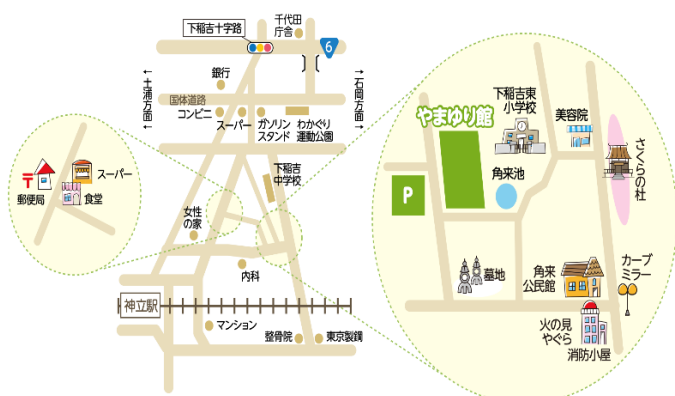 下稲吉十字路
千代田
庁舎
6
銀行
国体道路
←土浦方面
石岡方面→
コンビニ
スーパー
ガソリン
スタンド
わかぐり
運動公園
下稲吉
中学校
スーパー
〒
郵便局
食堂
女性
の家
内科
神立駅
マンション
整骨院
東京製鋼
やまゆり館
下稲吉東
小学校
美容院
さくらの杜
P
角来池
墓地
角来
公民館
カーブ
ミラー
火の見
やぐら
消防小屋